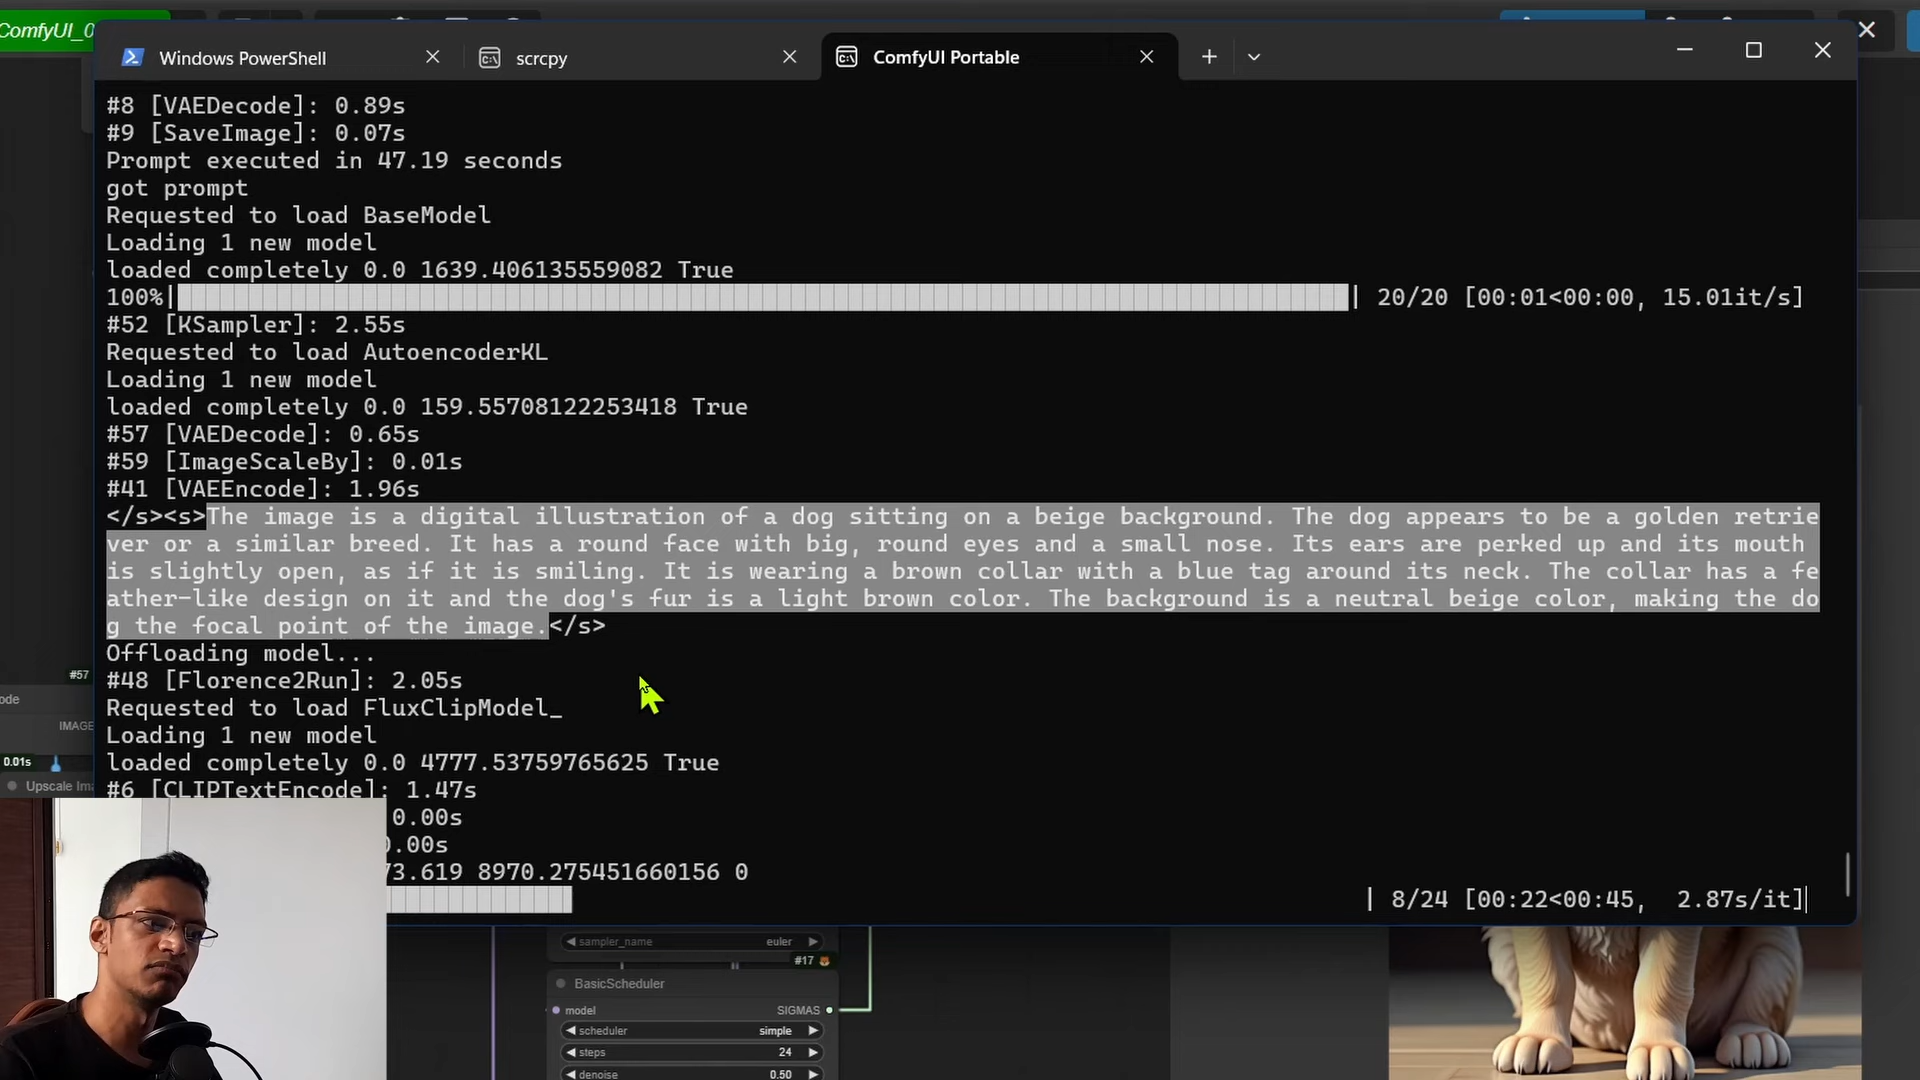 ComfyUI_0
Windows PowerShell
scrcpy
ComfyUI Portable
#8 [VAEDecode]: 0.89s
#9 [SaveImage]: 0.07s
Prompt executed in 47.19 seconds
got prompt
Requested to load BaseModel
Loading 1 new model
loaded completely 0.0 1639.406135559082 True
100%| | 20/20 [00:01<00:00, 15.01it/s]
#52 [KSampler]: 2.55s
Requested to load AutoencoderKL
Loading 1 new model
loaded completely 0.0 159.55708122253418 True
#57 [VAEDecode]: 0.65s
#59 [ImageScaleBy]: 0.01s
#41 [VAEEncode]: 1.96s
</s><s>The image is a digital illustration of a dog sitting on a beige background. The dog appears to be a golden retrie
ver or a similar breed. It has a round face with big, round eyes and a small nose. Its ears are perked up and its mouth
is slightly open, as if it is smiling. It is wearing a brown collar with a blue tag around its neck. The collar has a fe
ather-like design on it and the dog's fur is a light brown color. The background is a neutral beige color, making the do
g the focal point of the image.</s>
Offloading model...
#57
#48 [Florence2Run]: 2.05s
ode
Requested to load FluxClipModel_
IMAGE
Loading 1 new model
0.01s
loaded completely 0.0 4777.53759765625 True
Upscale Ima
#6 [CLIPTextEncode]: 1.47s
0.00s
0.00s
73.619 8970.275451660156 0
| 8/24 [00:22<00:45, 2.87s/it]
sampler_name euler
#17
BasicScheduler
model SIGMAS
scheduler simple
steps 24
denoise 0.50